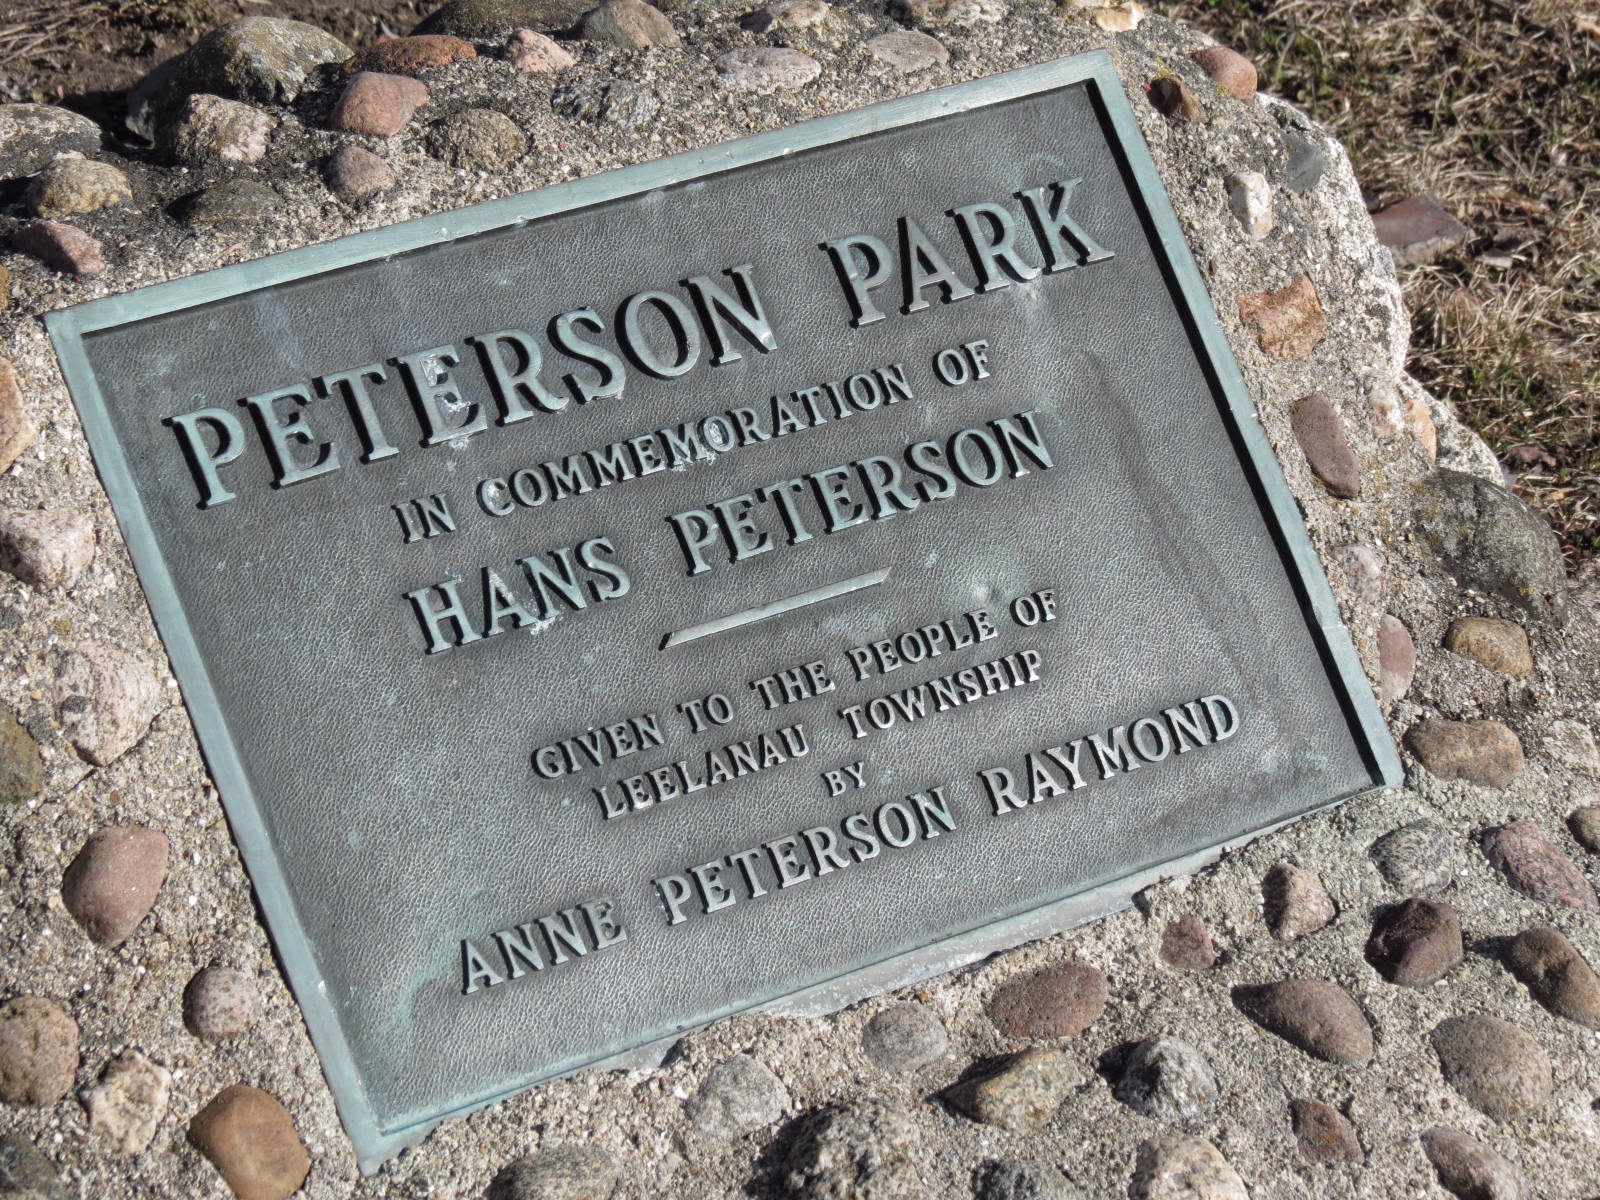 PETERSON PARK
IN COMMEMORATION OF
HANS PETERSON
GIVEN TO THE PEOPLE OF
LEELANAU TOWNSHIP
BY
ANNE PETERSON RAYMOND